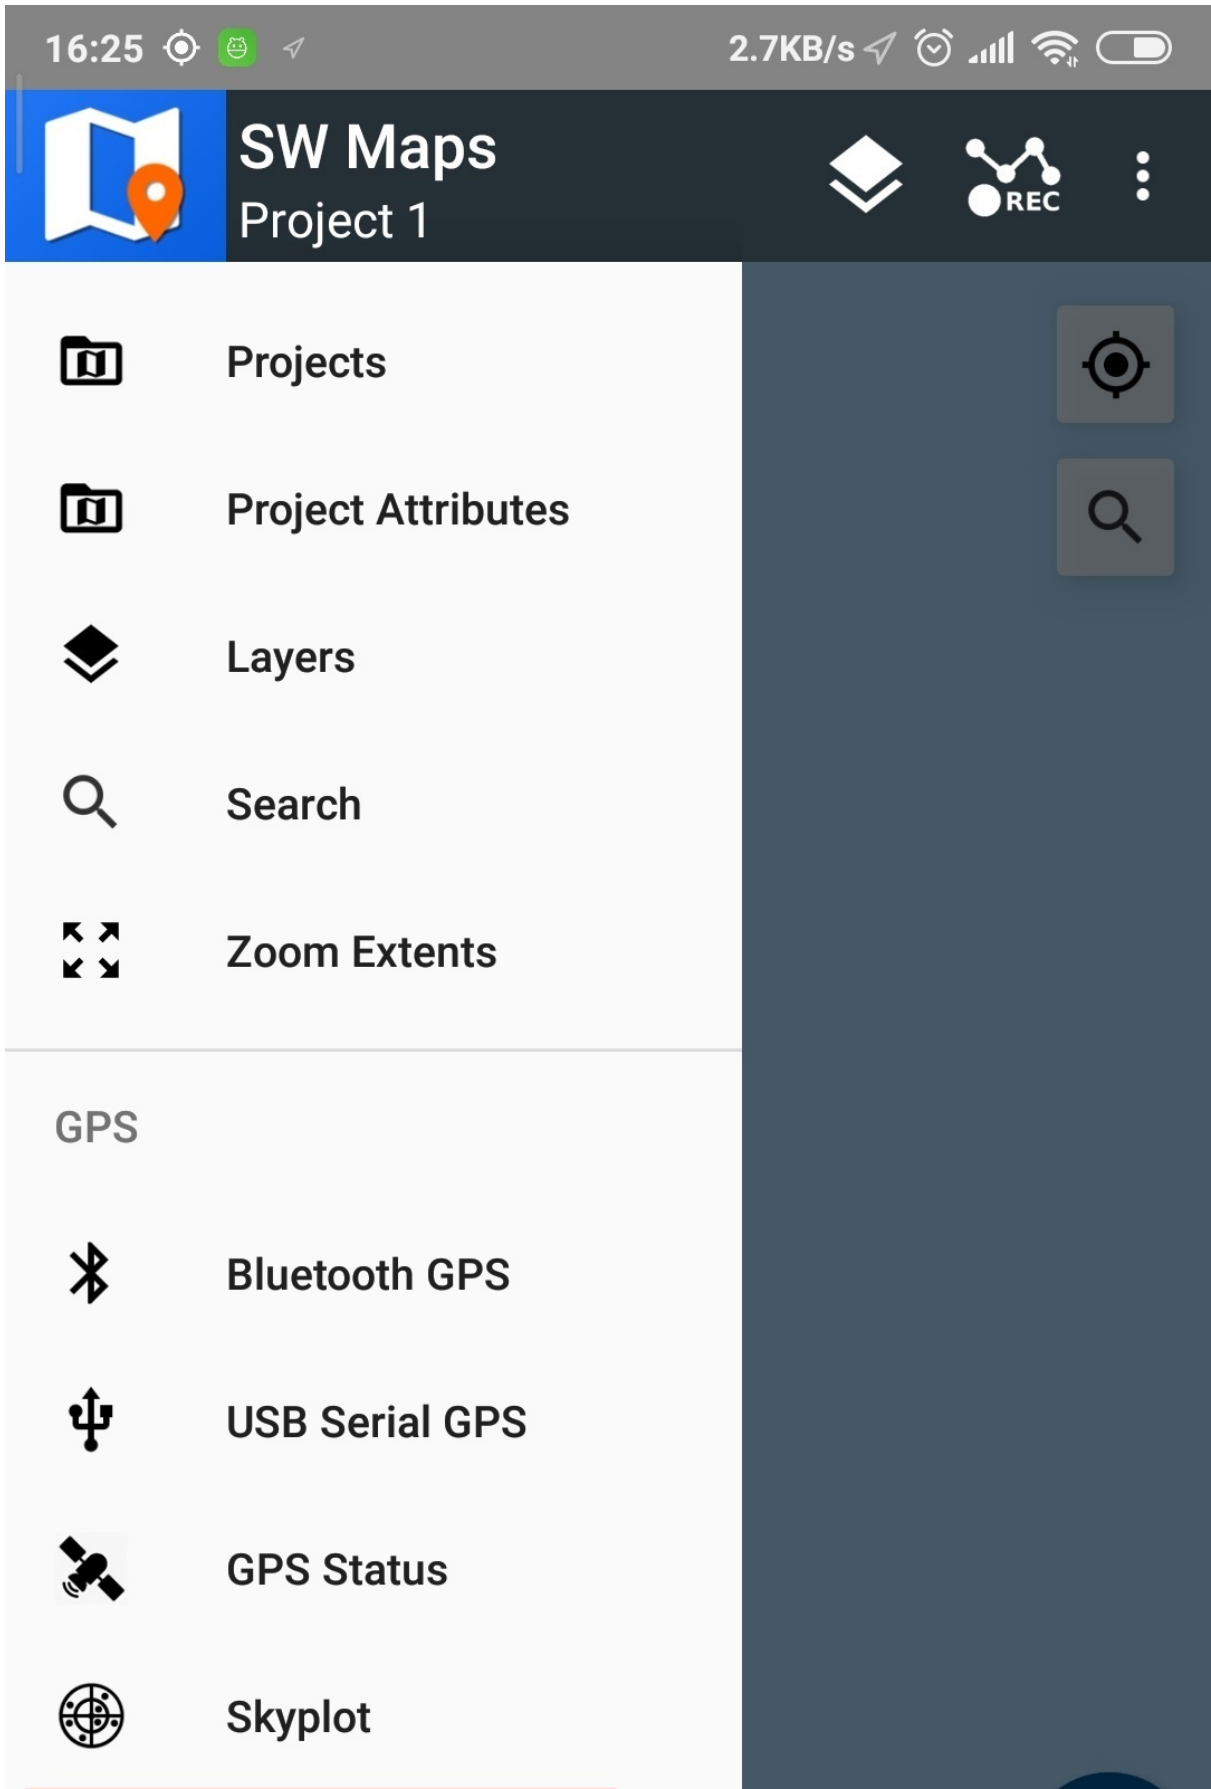 16:25
2.7KB/s
SW Maps
Project 1
REC
Projects
Project Attributes
Layers
Search
Zoom Extents
GPS
Bluetooth GPS
USB Serial GPS
GPS Status
Skyplot